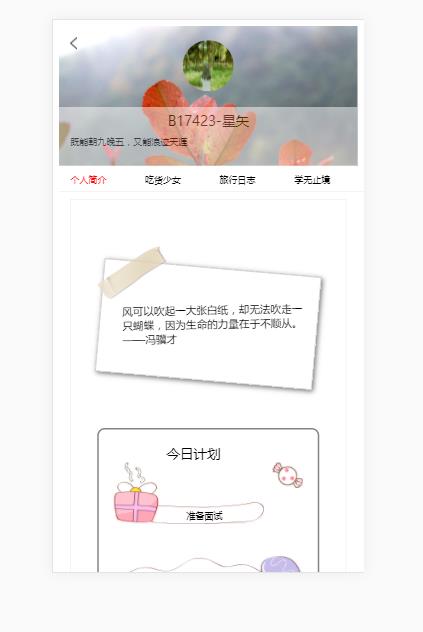 B17423-星矢
既能朝九晚五，又能浪迹天涯
个人简介 吃货少女 旅行日志 学无止境
风可以吹起一大张白纸，却无法吹走一
只蝴蝶，因为生命的力量在于不顺从。
——冯骥才
今日计划
准备面试